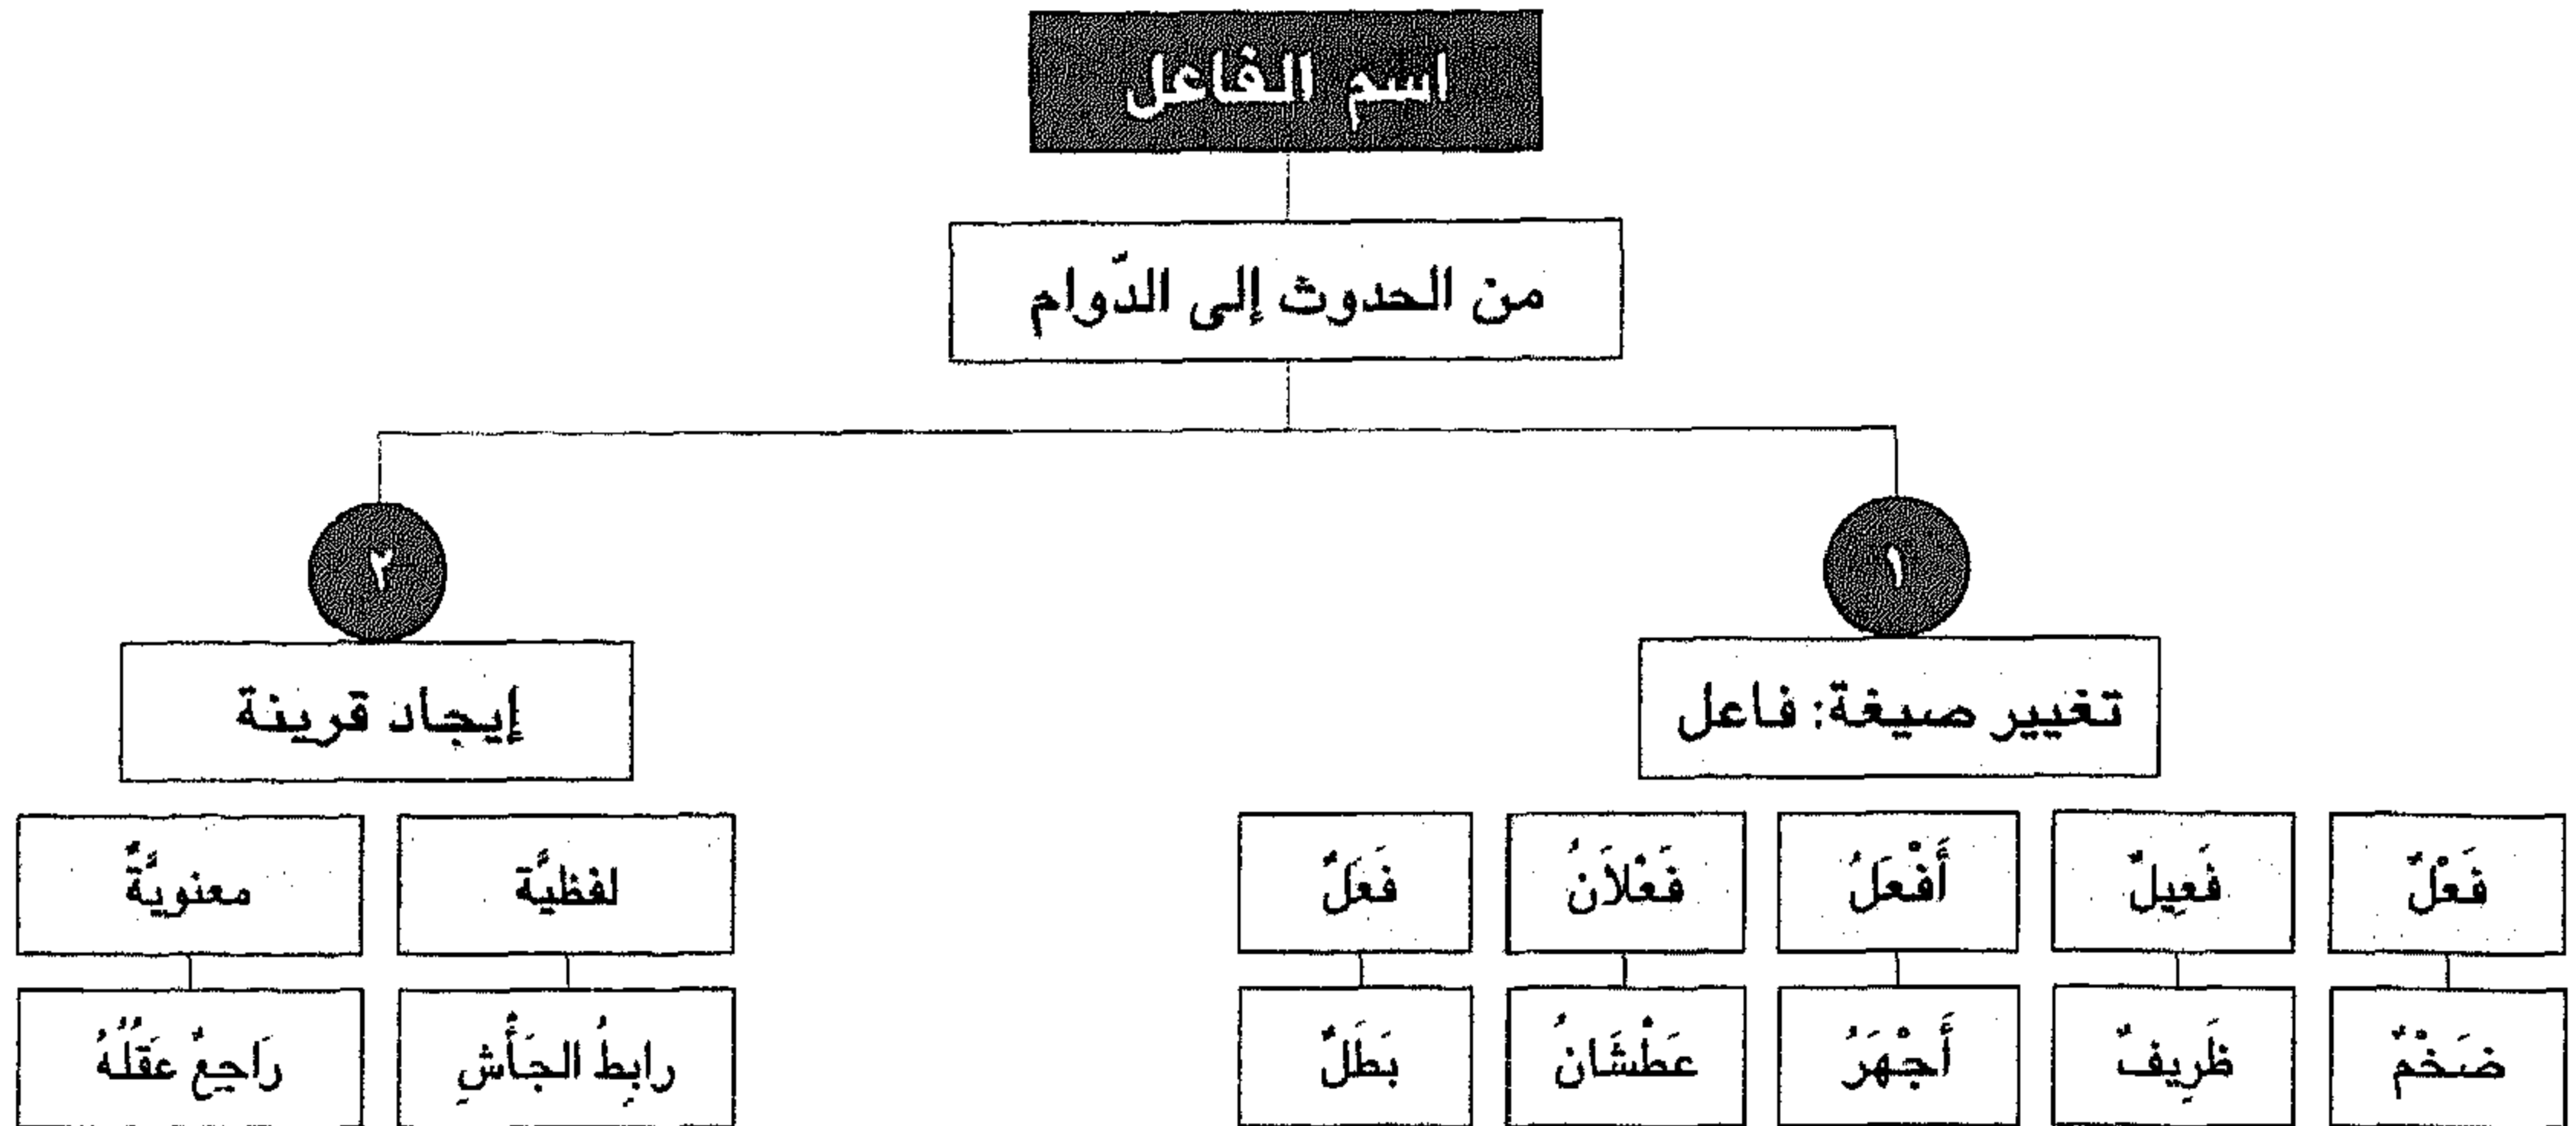 اسم الفاعل
من الحدوث إلى الدّوام
١
٢
تغيير صيغة: فاعل
إيجاد قرينة
فَعْلٌ
فَعِيلٌ
أَفْعَلُ
فَعْلاَنُ
فَعَلٌ
لفظيَّة
معنويَّةٌ
ضَخْمٌ
ظَرِيفٌ
أَجْهَرُ
عَطْشَانُ
بَطَلٌ
رابِطُ الجَأْشِ
رَاجِعٌ عَقْلُهُ